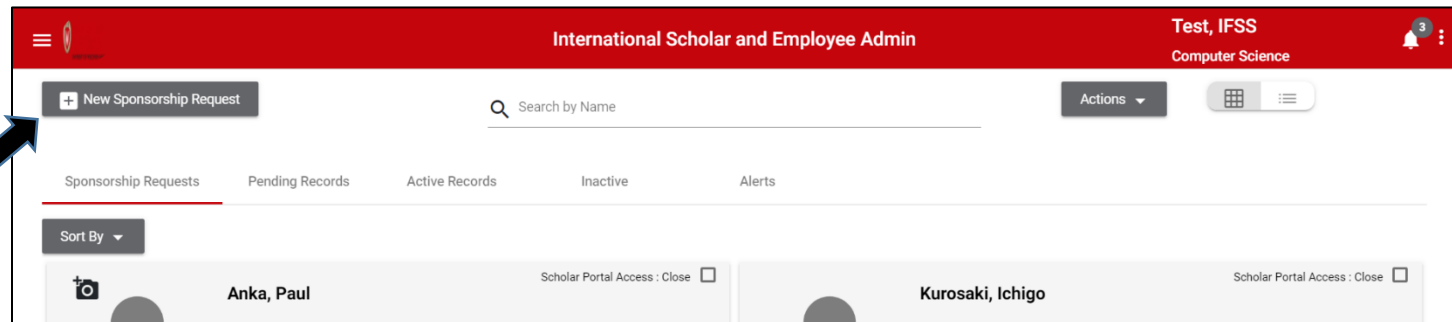 International Scholar and Employee Admin
Test, IFSS
Computer Science
3
New Sponsorship Request
Search by Name
Actions
Sponsorship Requests
Pending Records
Active Records
Inactive
Alerts
Sort By
Anka, Paul
Scholar Portal Access : Close
Kurosaki, Ichigo
Scholar Portal Access : Close